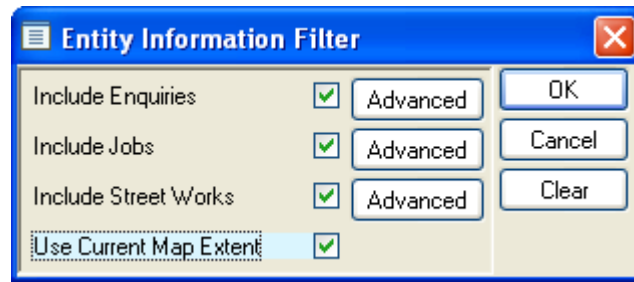 Entity Information Filter
Include Enquiries Advanced OK
Include Jobs Advanced Cancel
Include Street Works Advanced Clear
Use Current Map Extent